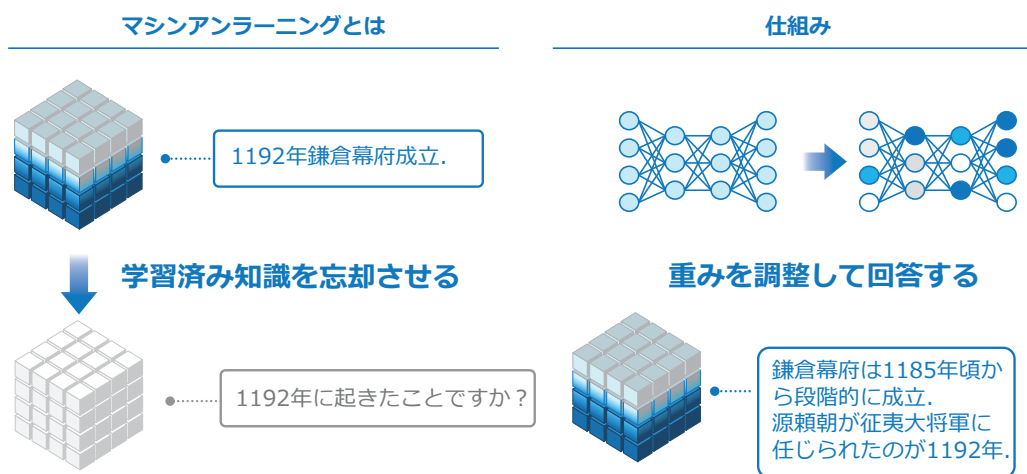 マシンアンラーニングとは
1192年鎌倉幕府成立.
学習済み知識を忘却させる
1192年に起きたことですか？
仕組み
重みを調整して回答する
鎌倉幕府は1185年頃か
ら段階的に成立.
源頼朝が征夷大将軍に
任じられたのが1192年.